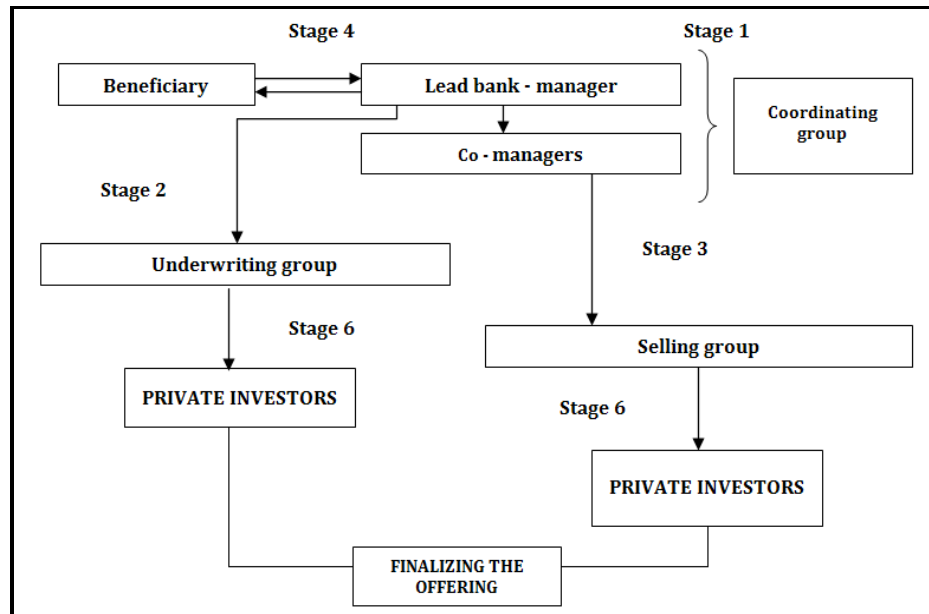 Stage 4
Stage 1
Beneficiary
Lead bank - manager
Coordinating
group
Co - managers
Stage 2
Stage 3
Underwriting group
Stage 6
Selling group
PRIVATE INVESTORS
Stage 6
PRIVATE INVESTORS
FINALIZING THE
OFFERING